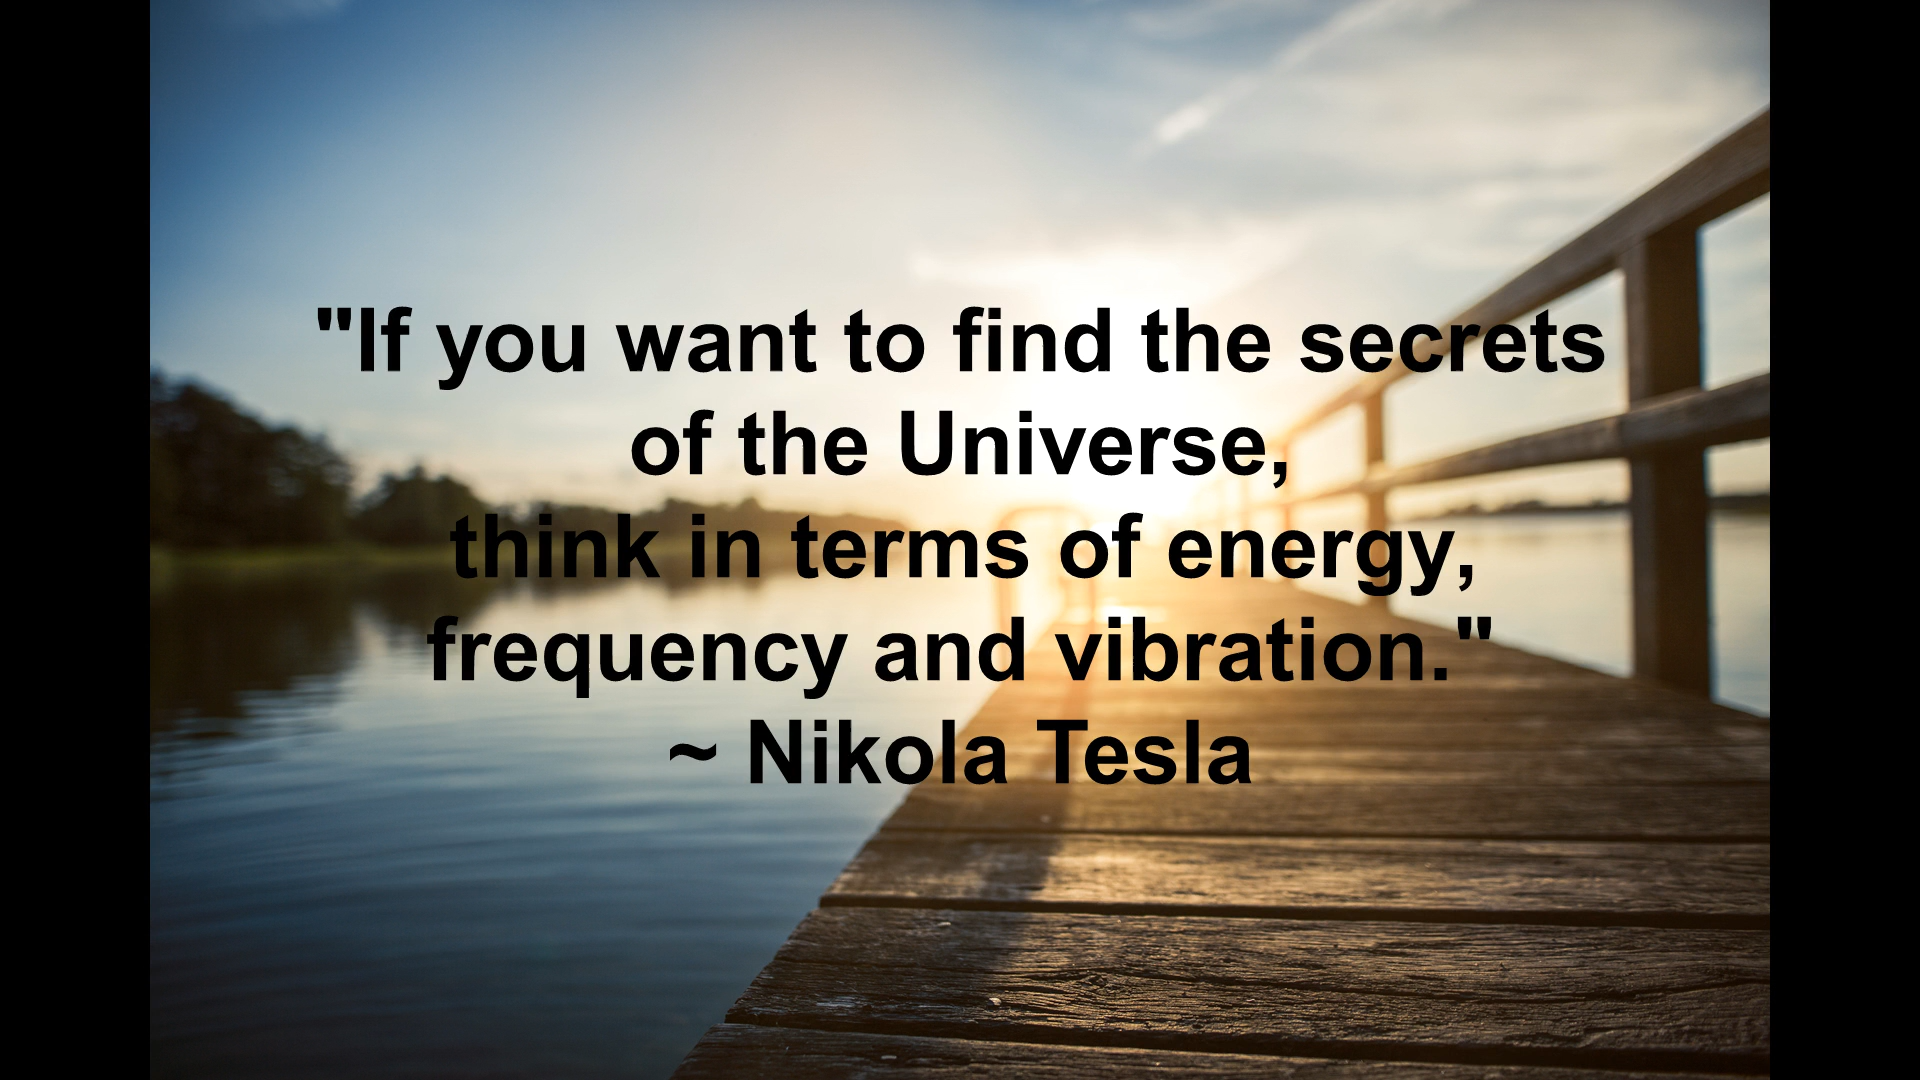 "If you want to find the secrets
of the Universe,
think in terms of energy,
frequency and vibration."
~ Nikola Tesla